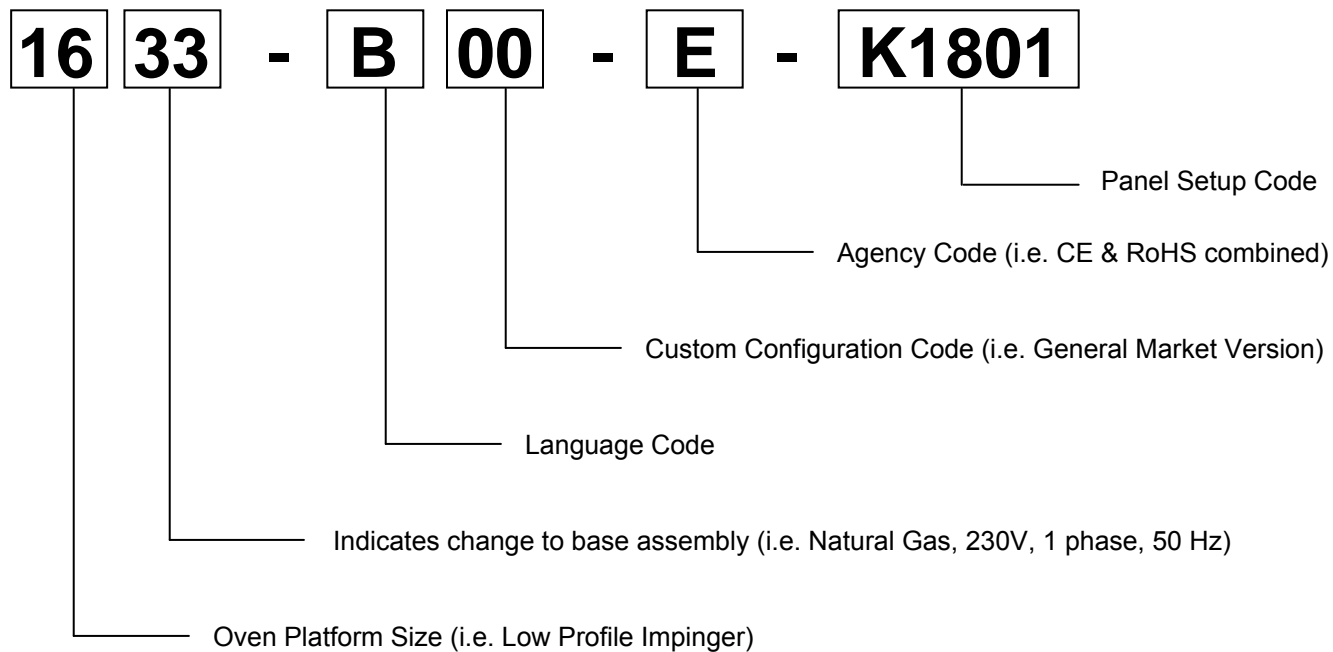 16 33 - B 00 - E - K1801
Panel Setup Code
Agency Code (i.e. CE & RoHS combined)
Custom Configuration Code (i.e. General Market Version)
Language Code
Indicates change to base assembly (i.e. Natural Gas, 230V, 1 phase, 50 Hz)
Oven Platform Size (i.e. Low Profile Impinger)